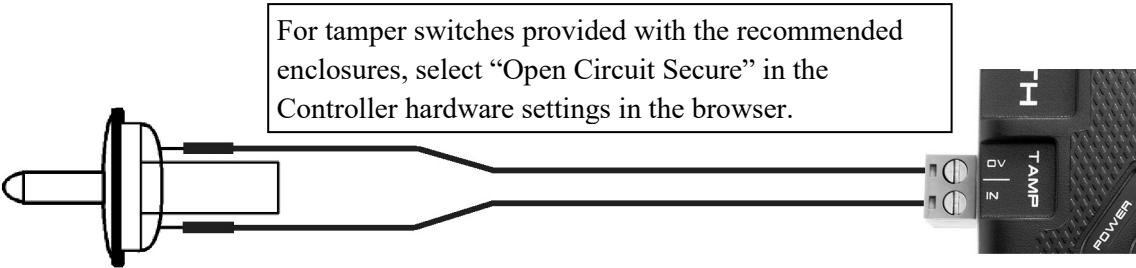 For tamper switches provided with the recommended
enclosures, select “Open Circuit Secure” in the
Controller hardware settings in the browser.
TH
0V
TAMP
IN
POWER